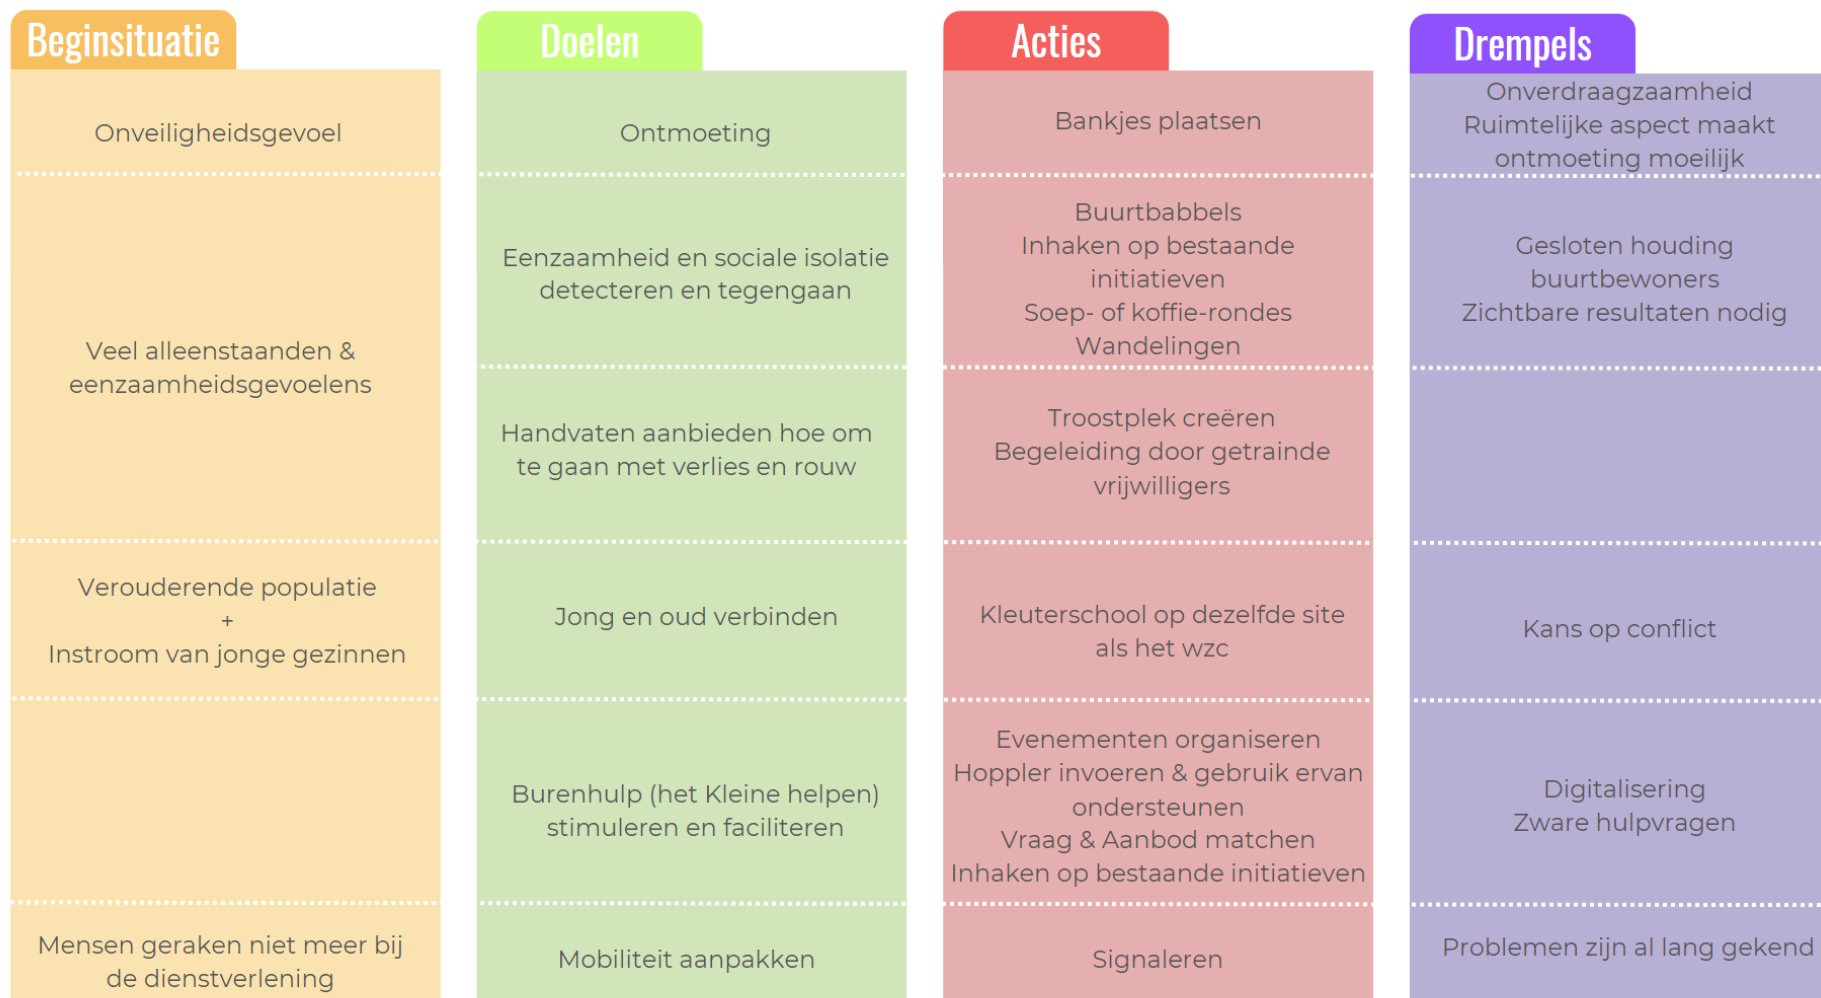 Beginsituatie
Onveiligheidsgevoel
Veel alleenstaanden &
eenzaamheidsgevoelens
Verouderende populatie
+
Instroom van jonge gezinnen
Mensen geraken niet meer bij
de dienstverlening
Doelen
Ontmoeting
Eenzaamheid en sociale isolatie
detecteren en tegengaan
Handvaten aanbieden hoe om
te gaan met verlies en rouw
Jong en oud verbinden
Burenhulp (het Kleine helpen)
stimuleren en faciliteren
Mobiliteit aanpakken
Acties
Bankjes plaatsen
Buurtbabbels
Inhaken op bestaande
initiatieven
Soep- of koffie-rondes
Wandelingen
Troostplek creëren
Begeleiding door getrainde
vrijwilligers
Kleuterschool op dezelfde site
als het wzc
Evenementen organiseren
Hoppler invoeren & gebruik ervan
ondersteunen
Vraag & Aanbod matchen
Inhaken op bestaande initiatieven
Signaleren
Drempels
Onverdraagzaamheid
Ruimtelijke aspect maakt
ontmoeting moeilijk
Gesloten houding
buurtbewoners
Zichtbare resultaten nodig
Kans op conflict
Digitalisering
Zware hulpvragen
Problemen zijn al lang gekend